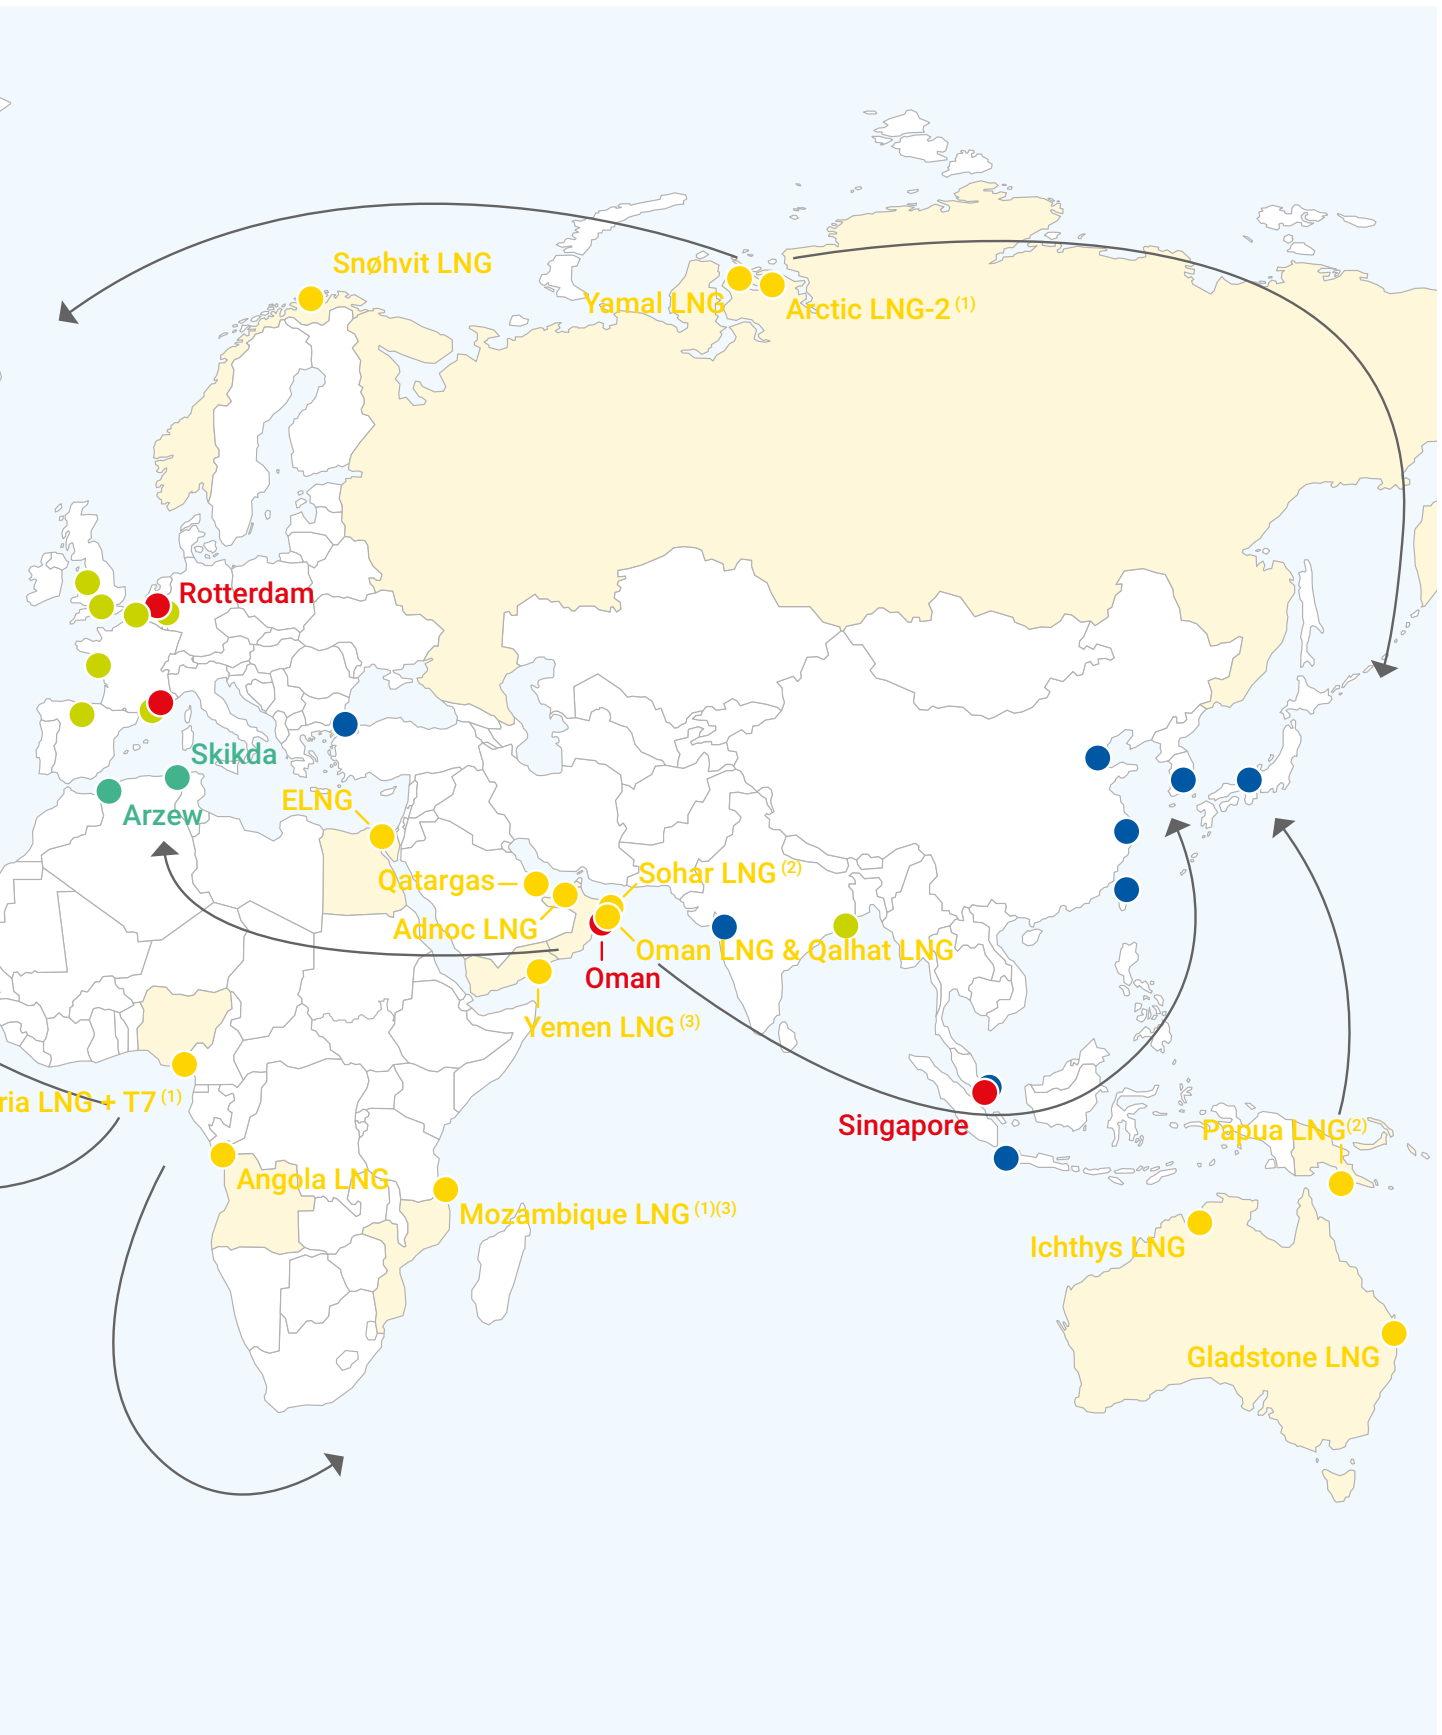 Snøhvit LNG
Yamal LNG
Arctic LNG-2 (1)
Rotterdam
Skikda
Arzew
ELNG
Qatargas
Sohar LNG (2)
Adnoc LNG
Oman LNG & Qalhat LNG
Oman
Yemen LNG (3)
ria LNG + T7 (1)
Singapore
Papua LNG(2)
Angola LNG
Mozambique LNG (1)(3)
Ichthys LNG
Gladstone LNG